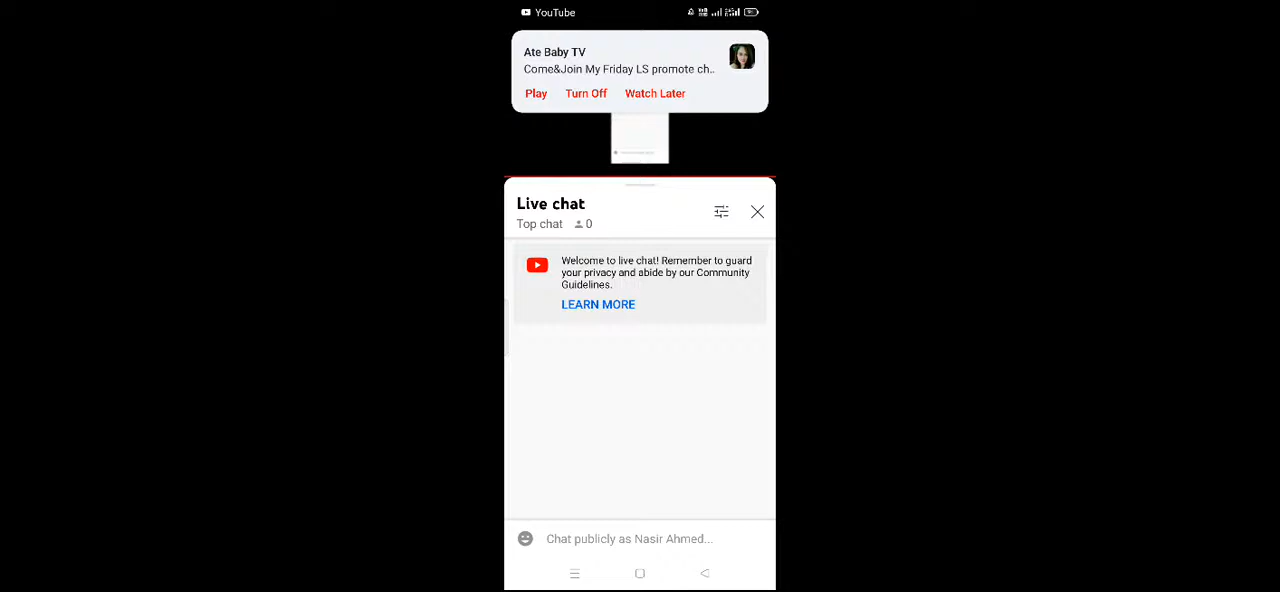 YouTube
Ate Baby TV
Come&Join My Friday LS promote ch..
Play Turn Off Watch Later
Live chat
Top chat 0
Welcome to live chat! Remember to guard
your privacy and abide by our Community
Guidelines.
LEARN MORE
Chat publicly as Nasir Ahmed...